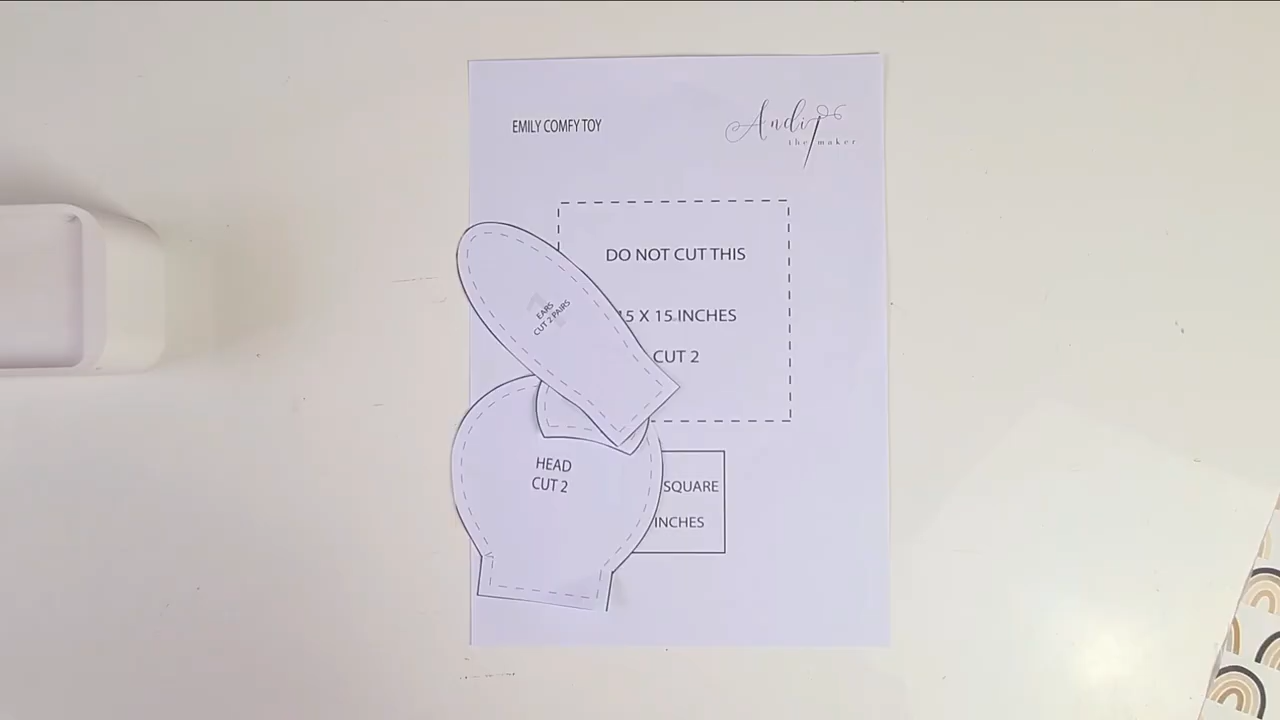 EMILY COMFY TOY
Andi
the maker
DO NOT CUT THIS
15 X 15 INCHES
CUT 2
EARS
CUT 2 PAIRS
HEAD
CUT 2
SQUARE
INCHES